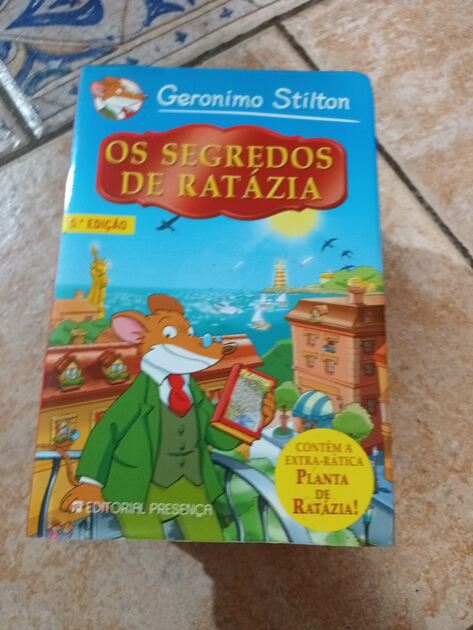 Geronimo Stilton
OS SEGREDOS
DE RATÁZIA
5.ª EDIÇÃO
CONTÉM A
EXTRA-RÁTICA
PLANTA
DE
RATÁZIA!
EDITORIAL PRESENÇA